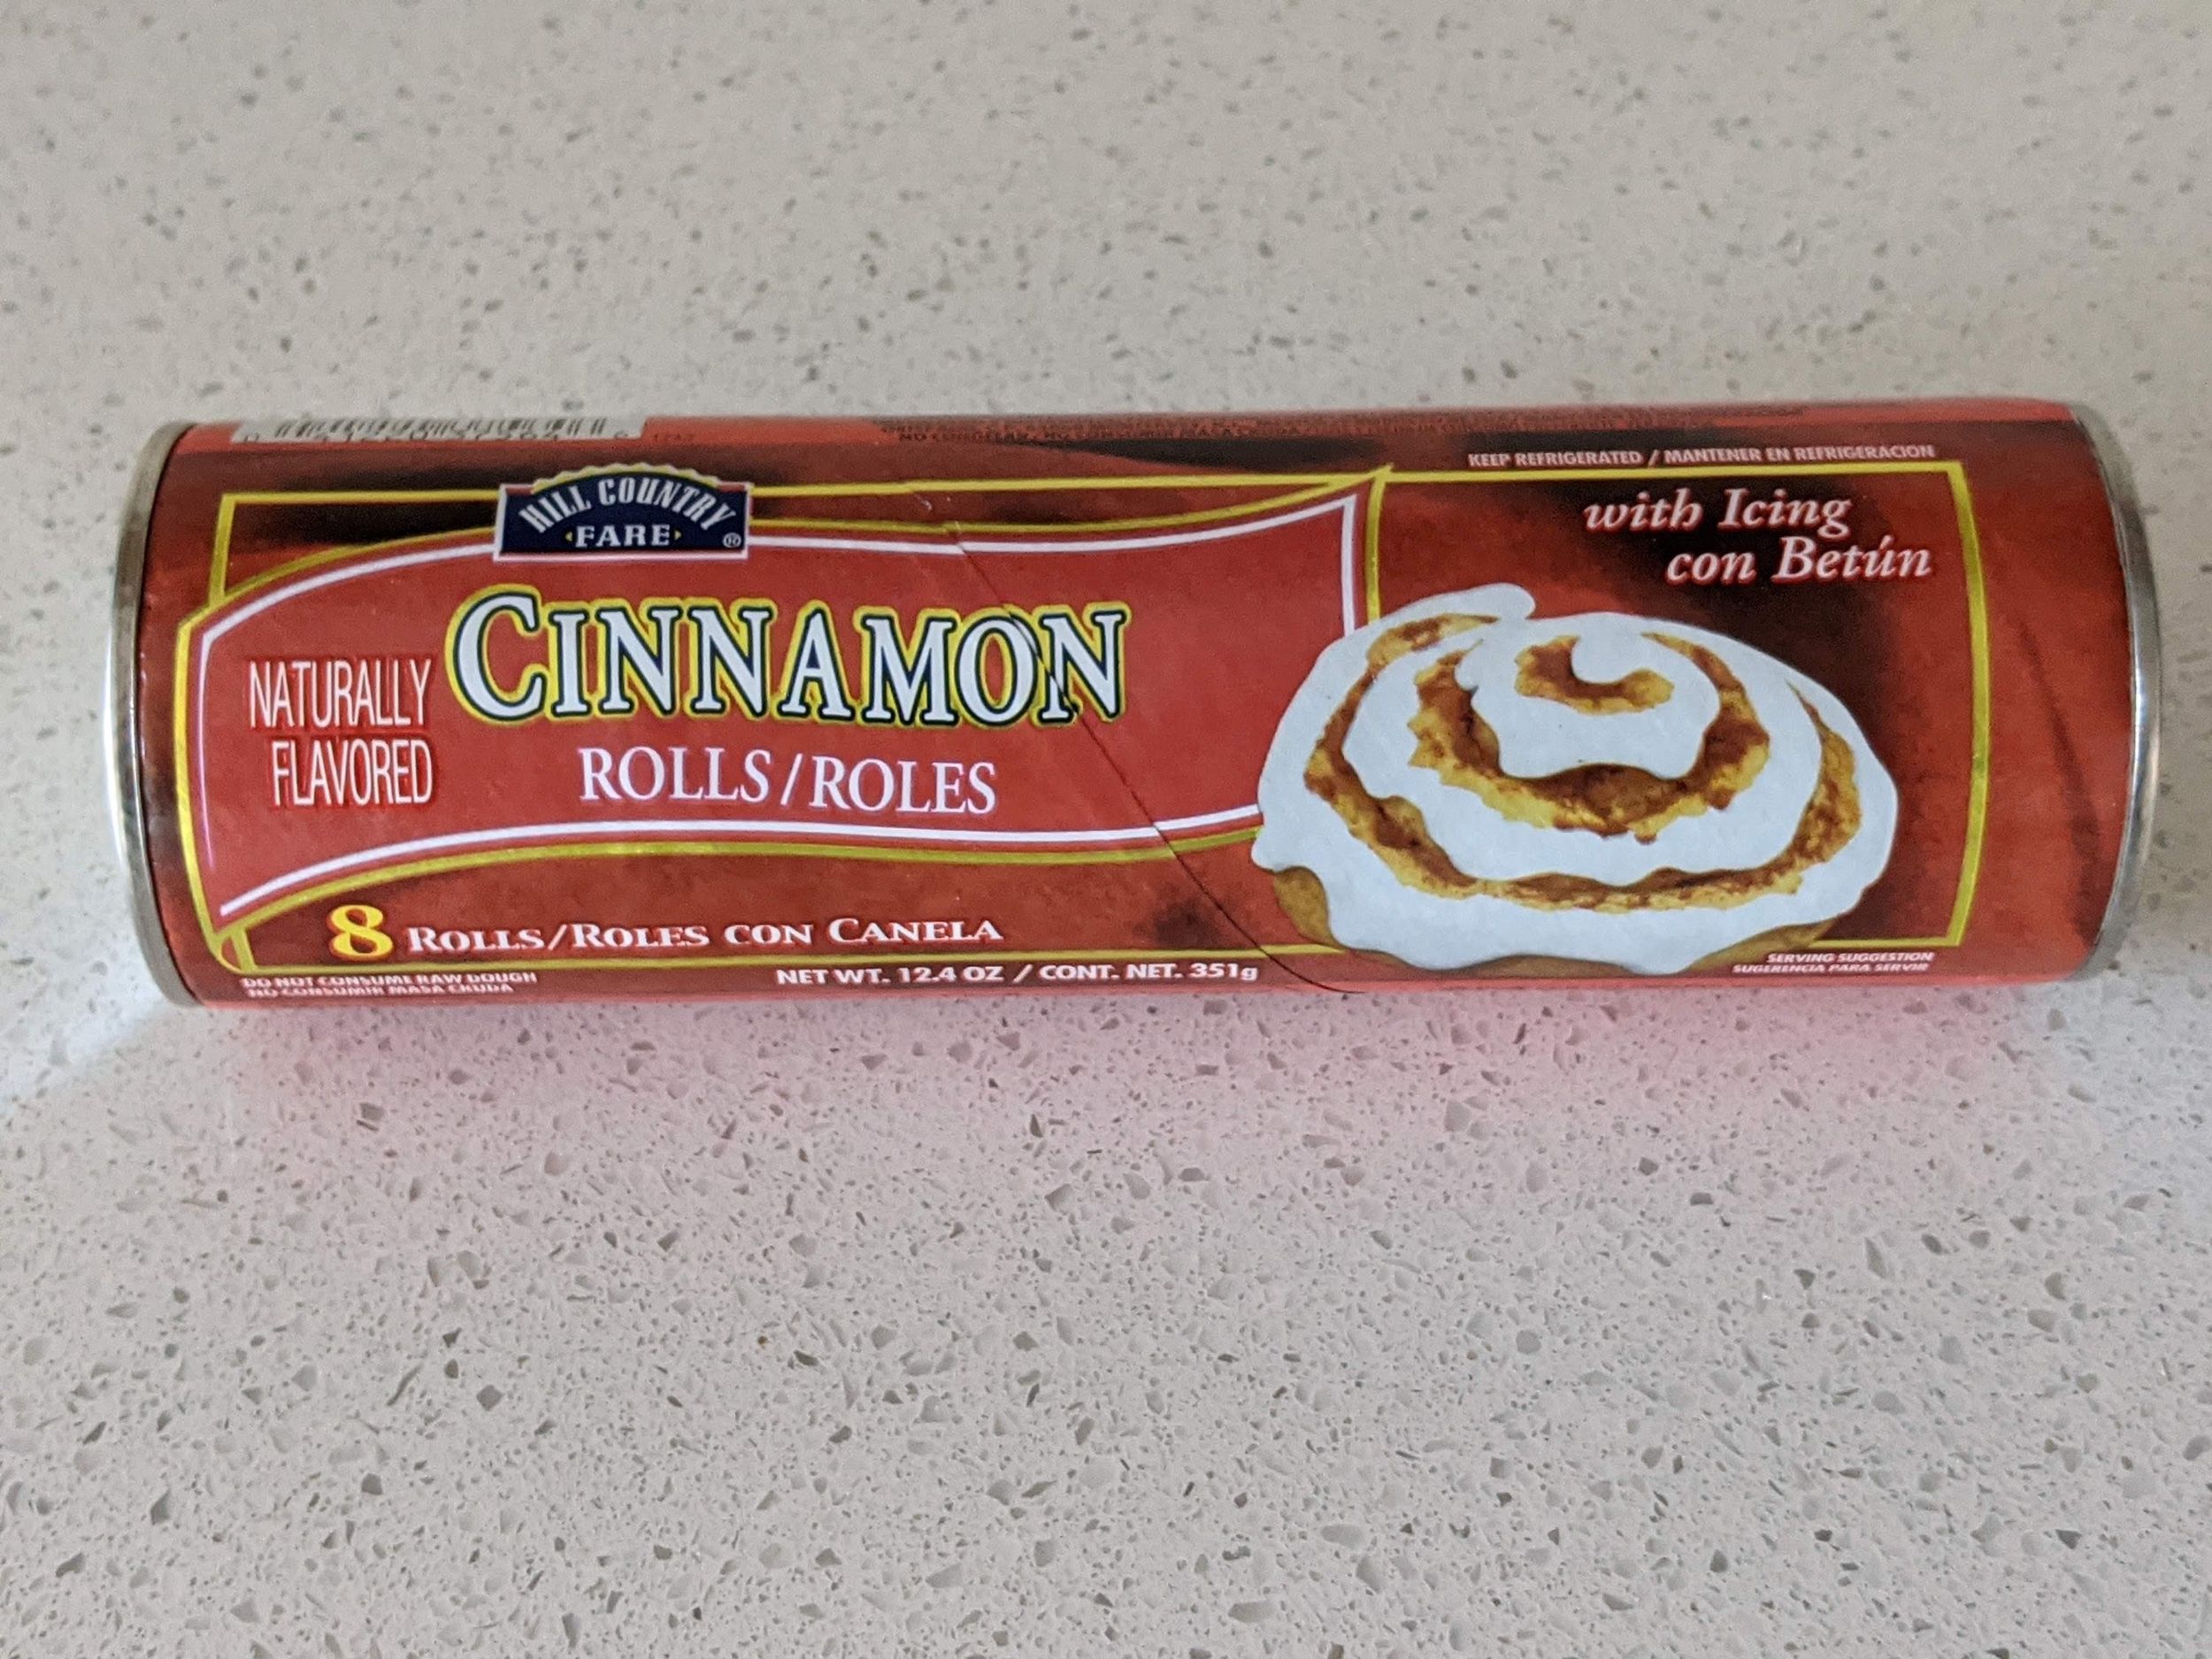 KEEP REFRIGERATED / MANTENER EN REFRIGERACION
HILL COUNTRY
FARE®
with Icing
con Betún
NATURALLY
FLAVORED
CINNAMON
ROLLS/ROLES
8 ROLLS/ROLES CON CANELA
DO NOT CONSUME RAW DOUGH
NO CONSUMIR MASA CRUDA
NET WT. 12.4 OZ / CONT. NET. 351g
SERVING SUGGESTION
SUGERENCIA PARA SERVIR